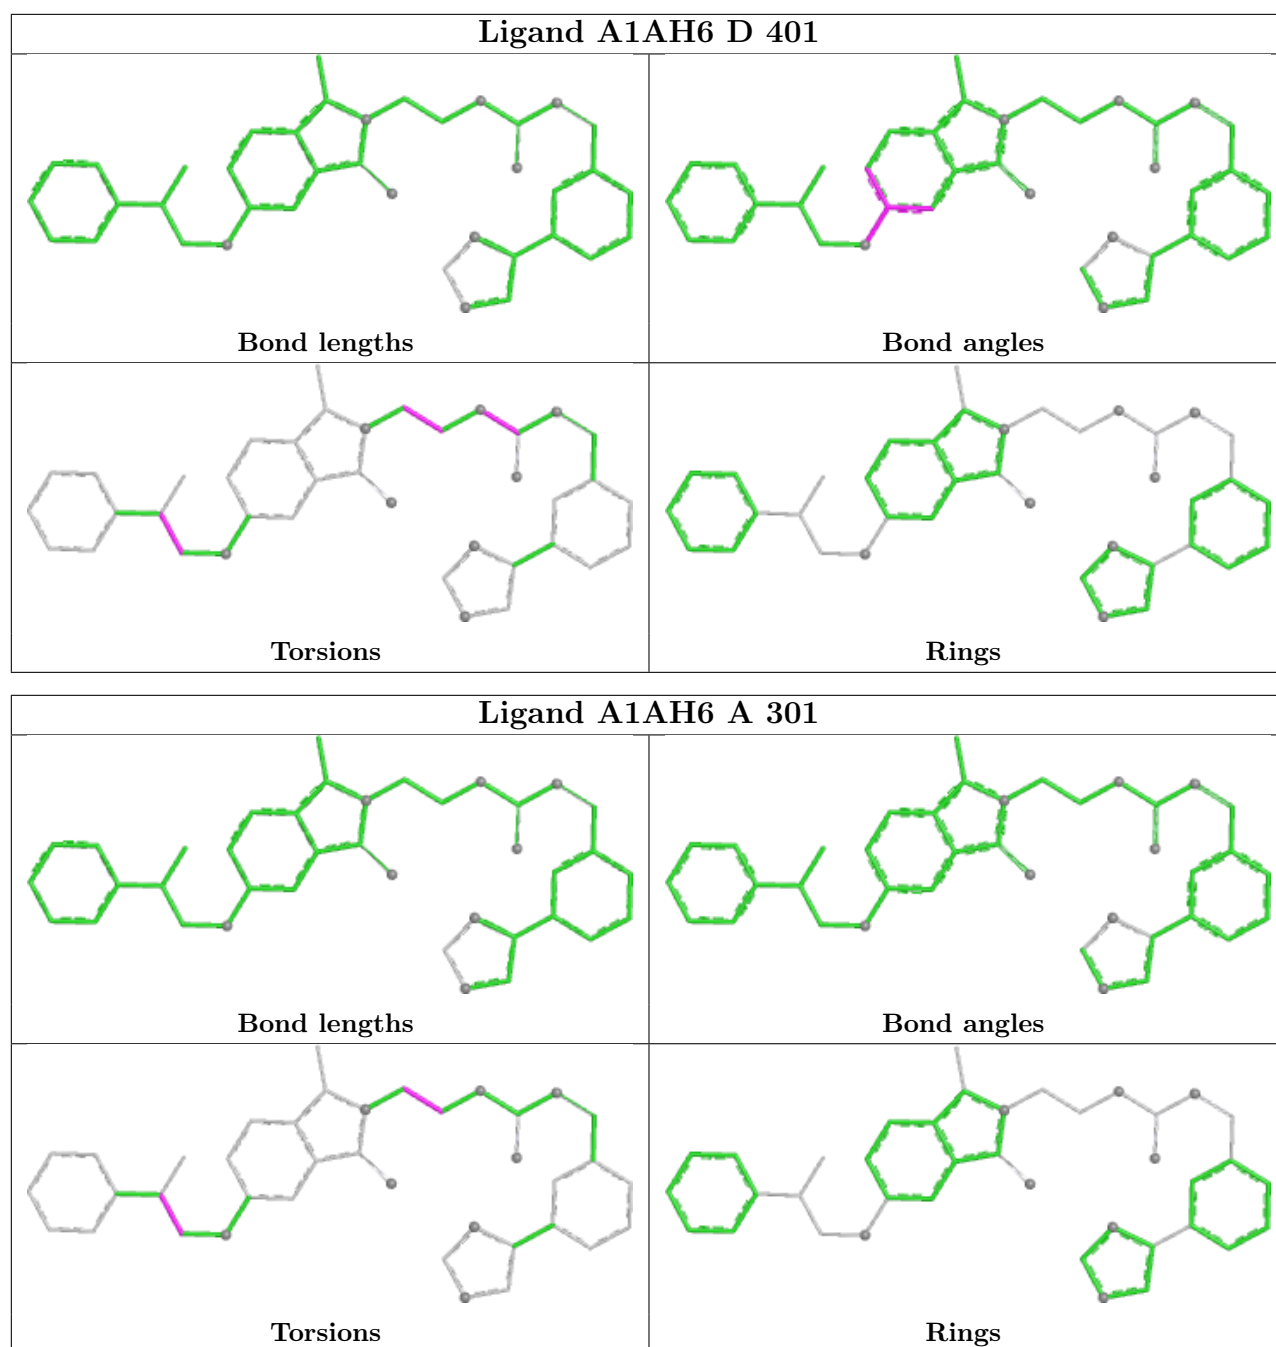 Ligand A1AH6 D 401
Bond lengths
Bond angles
Torsions
Rings
Ligand A1AH6 A 301
Bond lengths
Bond angles
Torsions
Rings